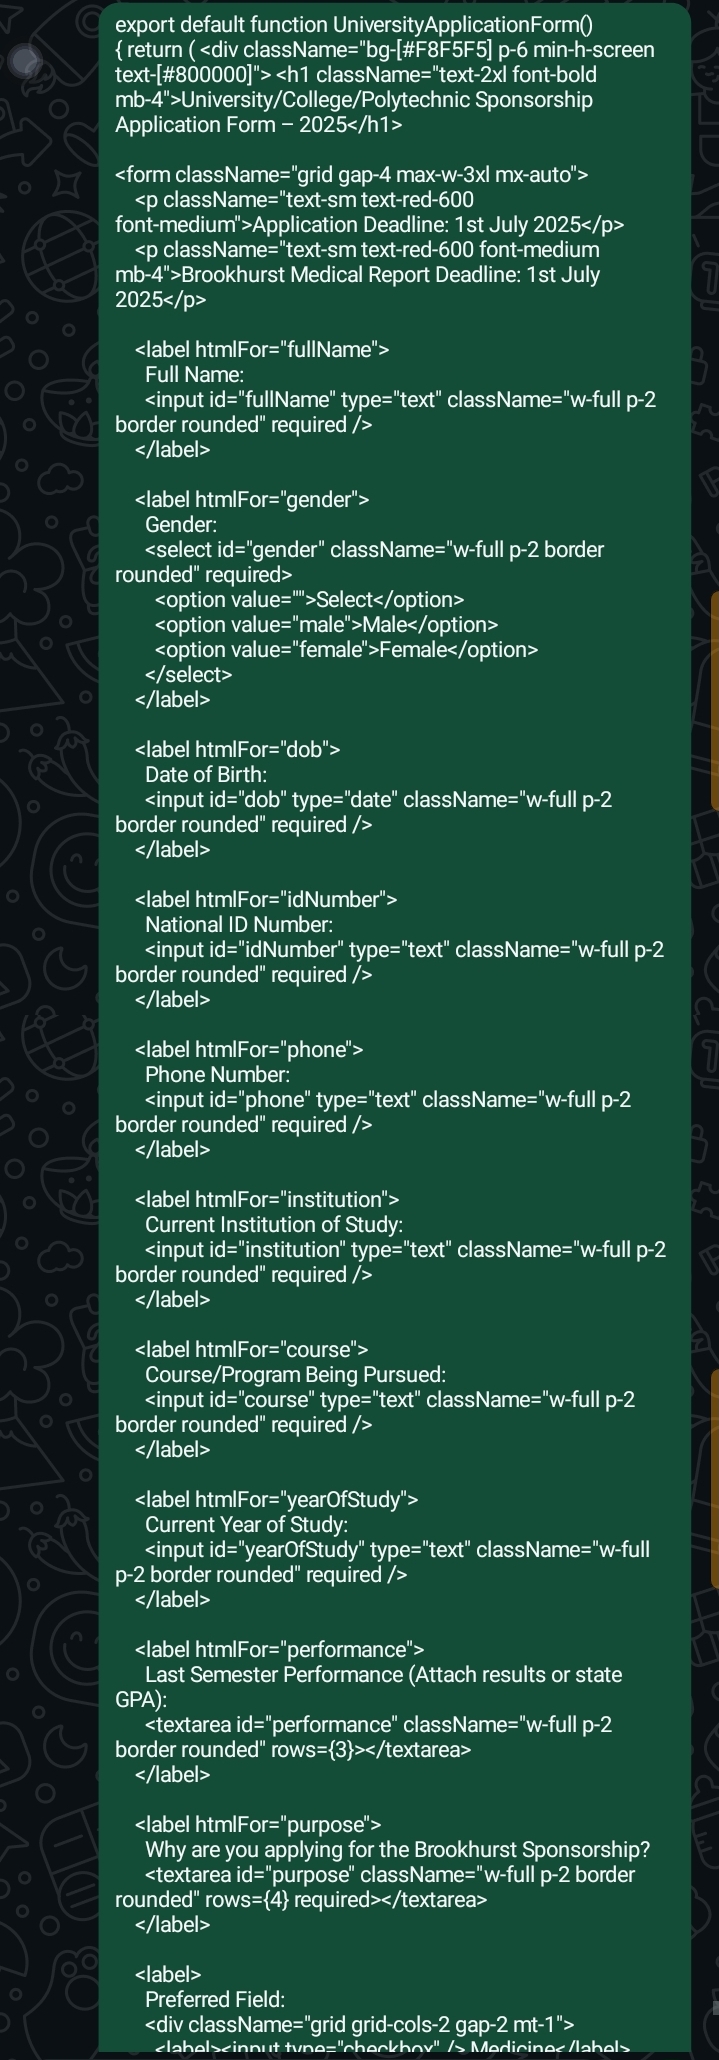 export default function UniversityApplicationForm()
{ return ( <div className="bg-[#F8F5F5] p-6 min-h-screen
text-[#800000]"> <h1 className="text-2xl font-bold
mb-4">University/College/Polytechnic Sponsorship
Application Form – 2025</h1>

<form className="grid gap-4 max-w-3xl mx-auto">
<p className="text-sm text-red-600
font-medium">Application Deadline: 1st July 2025</p>
<p className="text-sm text-red-600 font-medium
mb-4">Brookhurst Medical Report Deadline: 1st July
2025</p>

<label htmlFor="fullName">
Full Name:
<input id="fullName" type="text" className="w-full p-2
border rounded" required />
</label>

<label htmlFor="gender">
Gender:
<select id="gender" className="w-full p-2 border
rounded" required>
<option value="">Select</option>
<option value="male">Male</option>
<option value="female">Female</option>
</select>
</label>

<label htmlFor="dob">
Date of Birth:
<input id="dob" type="date" className="w-full p-2
border rounded" required />
</label>

<label htmlFor="idNumber">
National ID Number:
<input id="idNumber" type="text" className="w-full p-2
border rounded" required />
</label>

<label htmlFor="phone">
Phone Number:
<input id="phone" type="text" className="w-full p-2
border rounded" required />
</label>

<label htmlFor="institution">
Current Institution of Study:
<input id="institution" type="text" className="w-full p-2
border rounded" required />
</label>

<label htmlFor="course">
Course/Program Being Pursued:
<input id="course" type="text" className="w-full p-2
border rounded" required />
</label>

<label htmlFor="yearOfStudy">
Current Year of Study:
<input id="yearOfStudy" type="text" className="w-full
p-2 border rounded" required />
</label>

<label htmlFor="performance">
Last Semester Performance (Attach results or state
GPA):
<textarea id="performance" className="w-full p-2
border rounded" rows={3}></textarea>
</label>

<label htmlFor="purpose">
Why are you applying for the Brookhurst Sponsorship?
<textarea id="purpose" className="w-full p-2 border
rounded" rows={4} required></textarea>
</label>

<label>
Preferred Field:
<div className="grid grid-cols-2 gap-2 mt-1">
<label><input type="checkbox" /> Medicine</label>